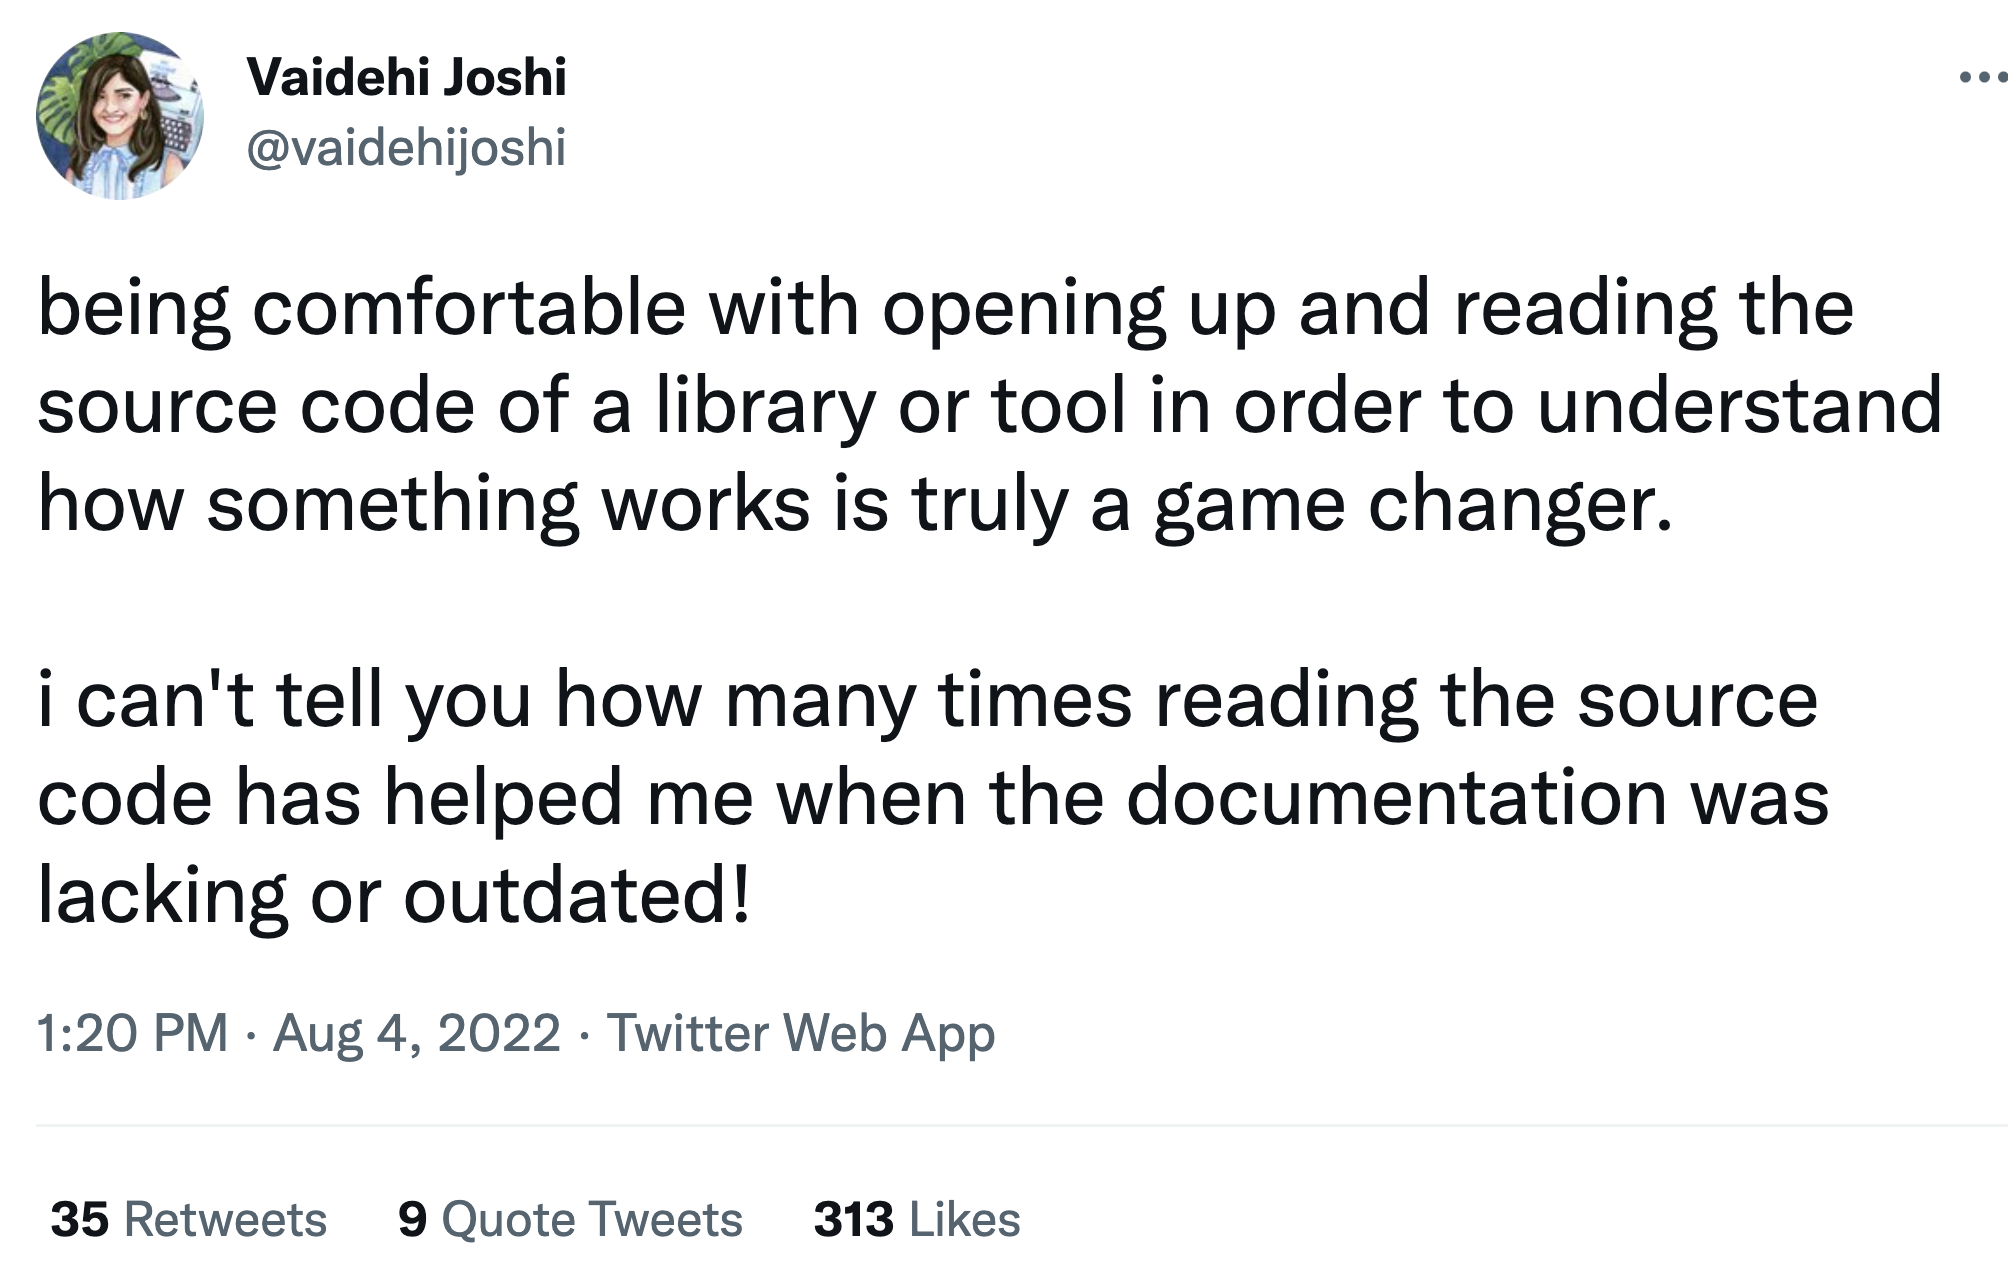 Vaidehi Joshi
@vaidehijoshi
being comfortable with opening up and reading the
source code of a library or tool in order to understand
how something works is truly a game changer.
i can't tell you how many times reading the source
code has helped me when the documentation was
lacking or outdated!
1:20 PM · Aug 4, 2022 · Twitter Web App
35 Retweets 9 Quote Tweets 313 Likes